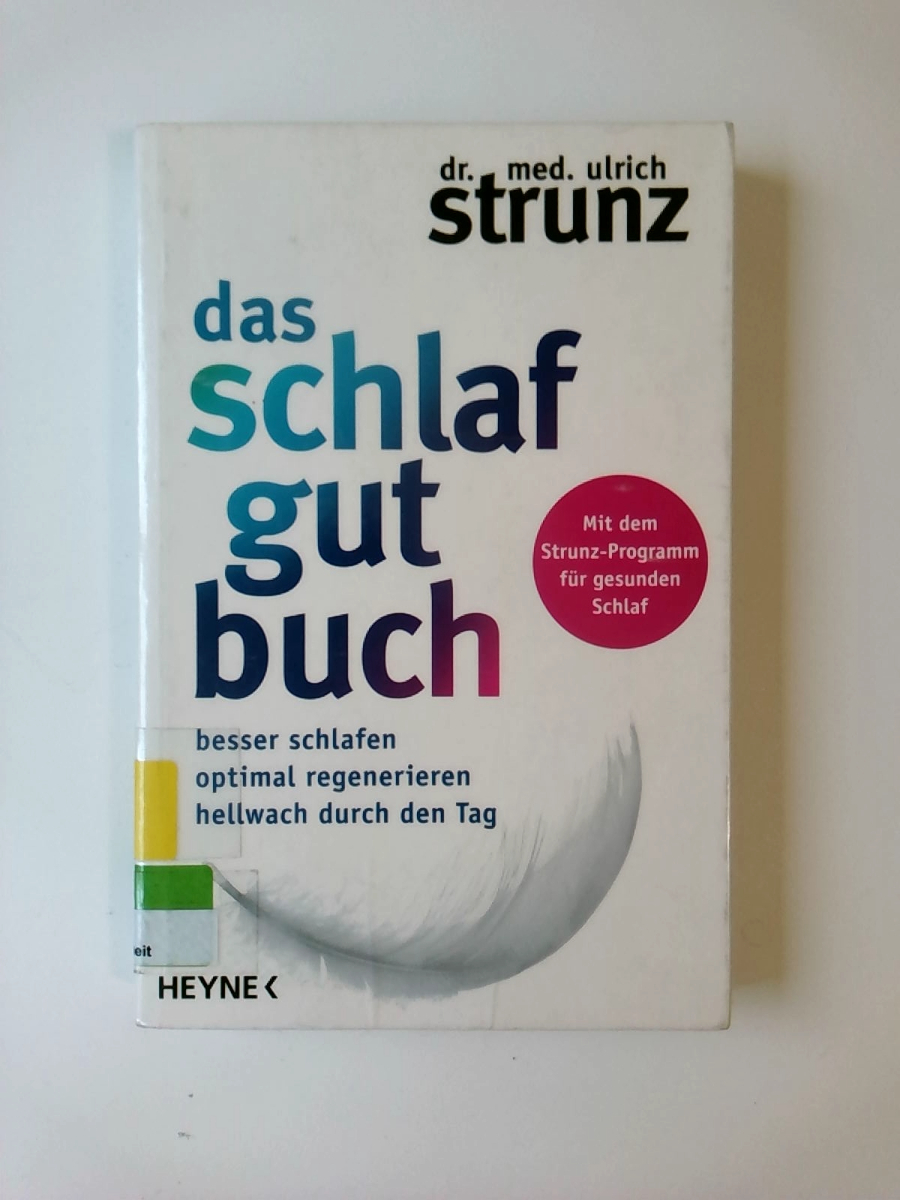 dr. med. ulrich
strunz
das
schlaf
gut
buch
Mit dem
Strunz-Programm
für gesunden
Schlaf
besser schlafen
optimal regenerieren
hellwach durch den Tag
HEYNE <